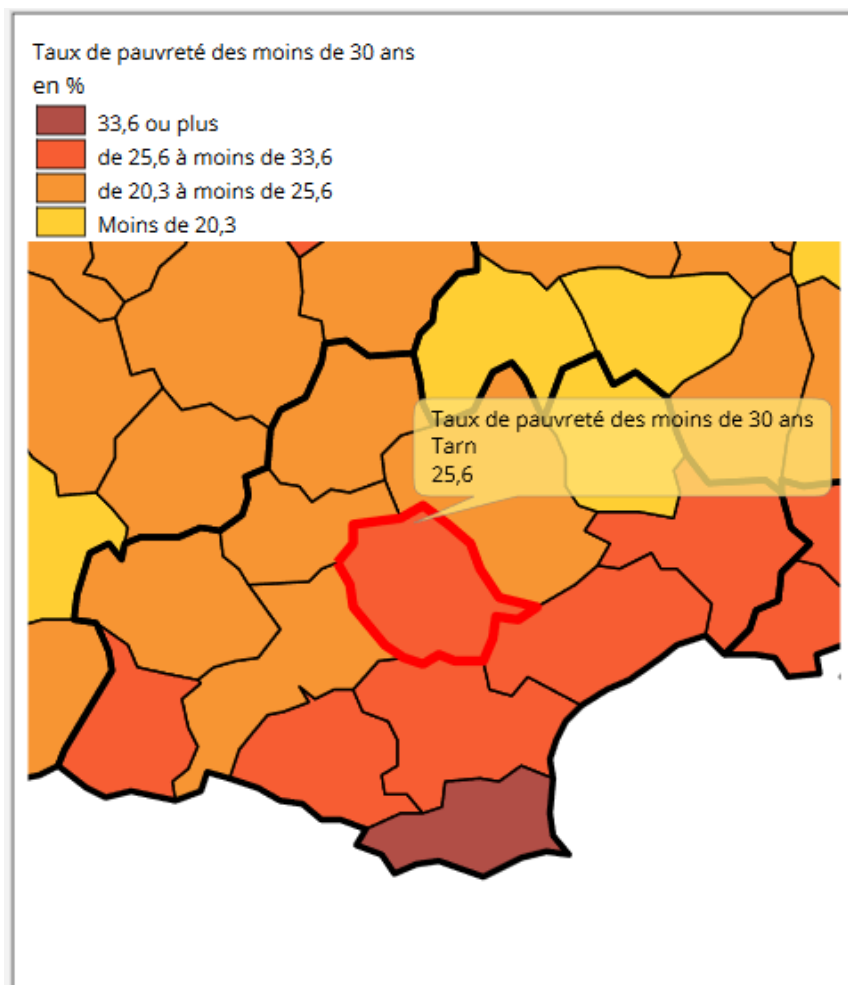 Taux de pauvreté des moins de 30 ans
en %
33,6 ou plus
de 25,6 à moins de 33,6
de 20,3 à moins de 25,6
Moins de 20,3
Taux de pauvreté des moins de 30 ans
Tarn
25,6